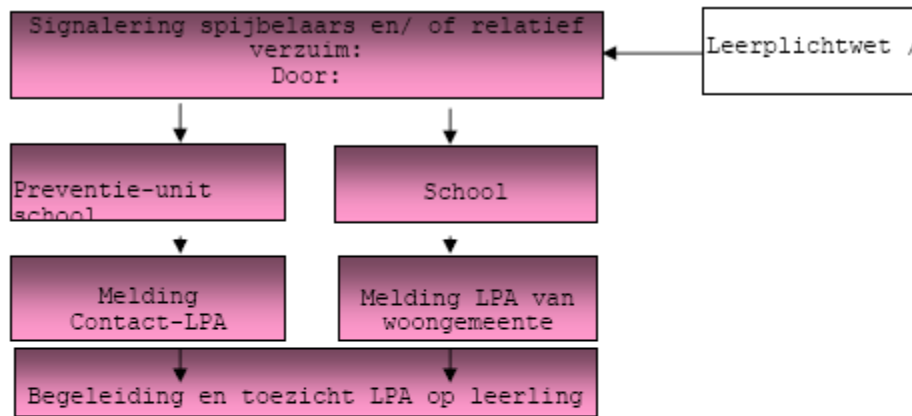 Signalering spijbelaars en/ of relatief
verzuim:
Door:
Leerplichtwet /
Preventie-unit
school
School
Melding
Contact-LPA
Melding LPA van
woongemeente
Begeleiding en toezicht LPA op leerling